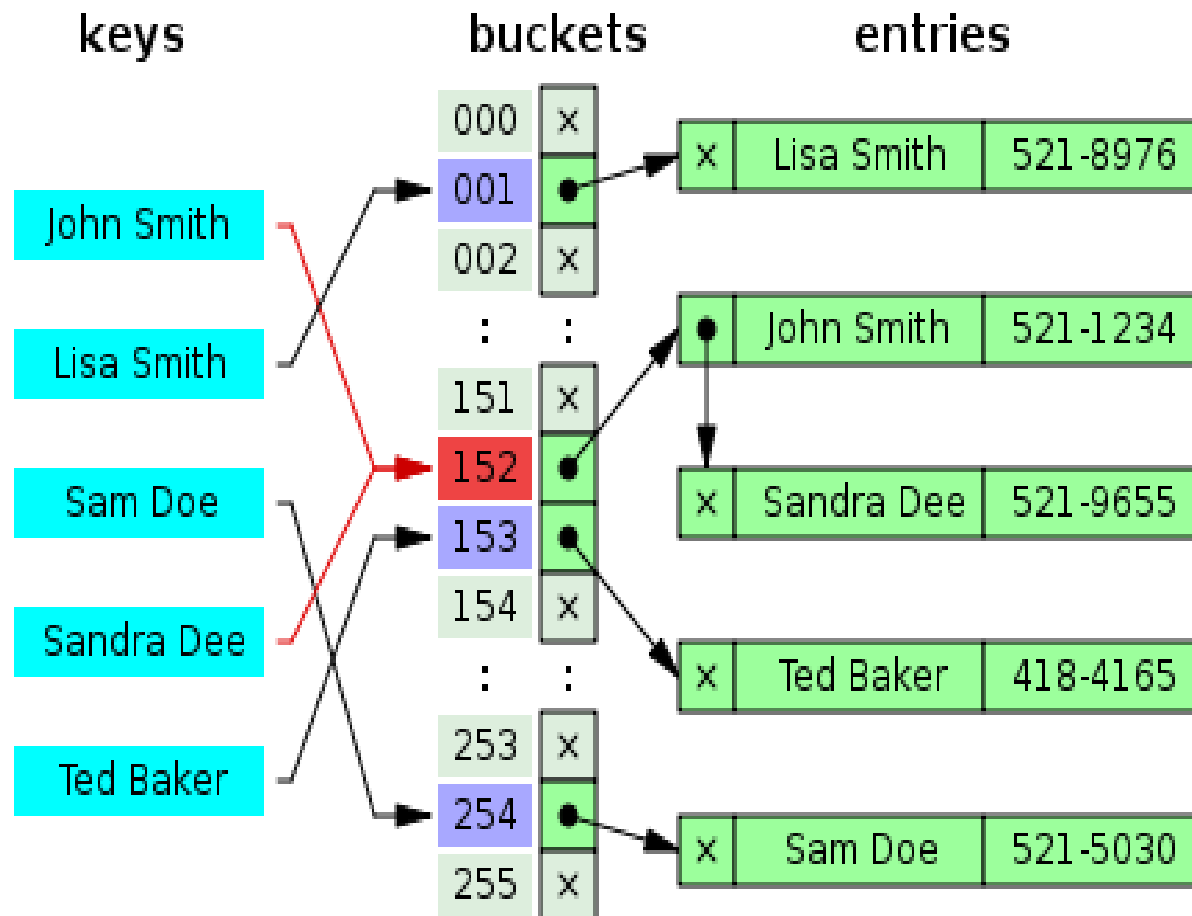 keys
buckets
entries
John Smith
Lisa Smith
Sam Doe
Sandra Dee
Ted Baker
000 x
001
002 x
: :
151 x
152
153
154 x
: :
253 x
254
255 x
x Lisa Smith 521-8976
John Smith 521-1234
x Sandra Dee 521-9655
x Ted Baker 418-4165
x Sam Doe 521-5030